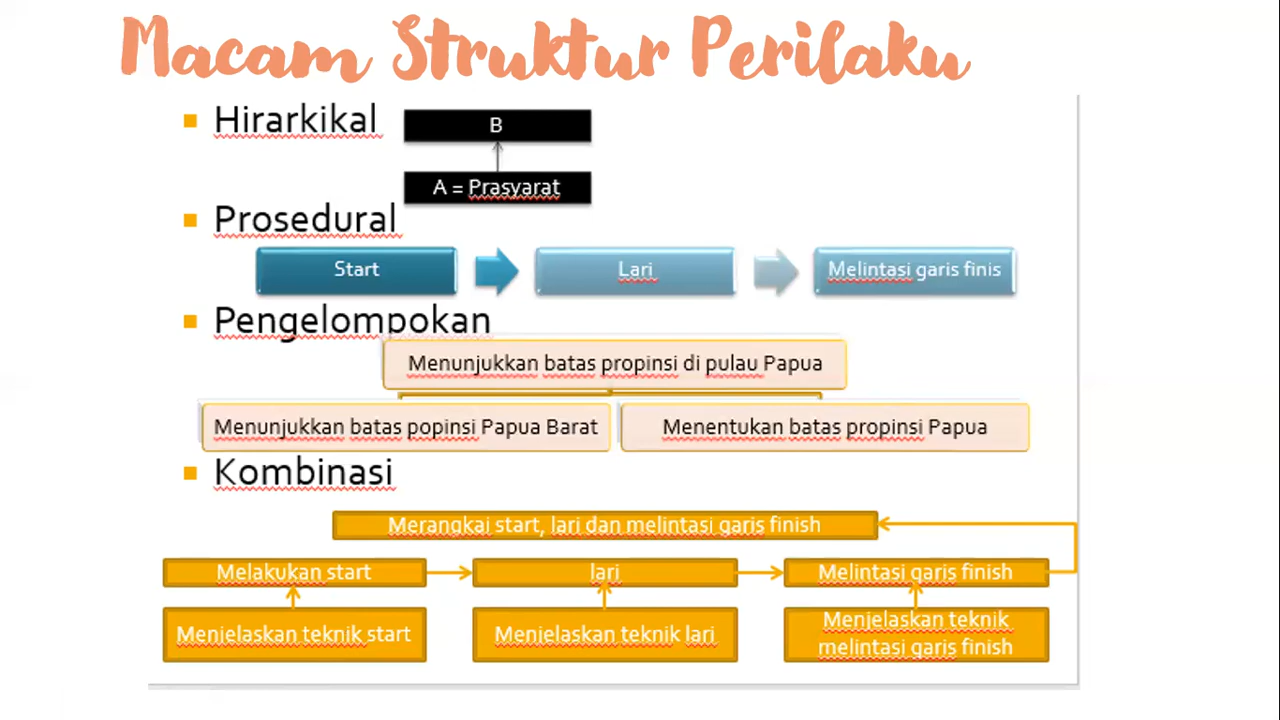 Macam Struktur Perilaku
Hirarkikal
B
A = Prasyarat
Prosedural
Start
Lari
Melintasi garis finis
Pengelompokan
Menunjukkan batas propinsi di pulau Papua
Menunjukkan batas popinsi Papua Barat
Menentukan batas propinsi Papua
Kombinasi
Merangkai start, lari dan melintasi garis finish
Melakukan start
lari
Melintasi garis finish
Menjelaskan teknik start
Menjelaskan teknik lari
Menjelaskan teknik
melintasi garis finish